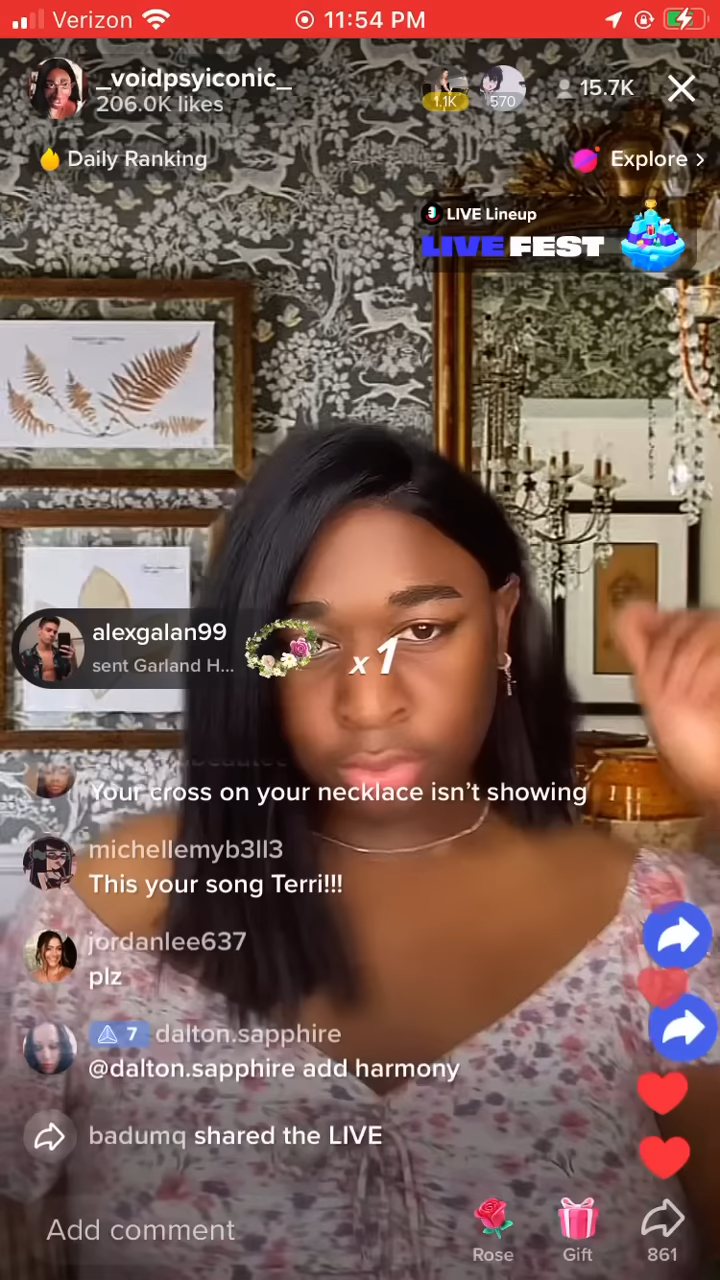 Verizon
11:54 PM
_voidpsyiconic_
206.0K likes
1.1K
570
15.7K
Daily Ranking
Explore >
LIVE Lineup
LIVE FEST
alexgalan99
sent Garland H...
x1
Your cross on your necklace isn't showing
michellemyb3ll3
This your song Terri!!!
jordanlee637
plz
7 dalton.sapphire
@dalton.sapphire add harmony
badumq shared the LIVE
Add comment
Rose
Gift
861